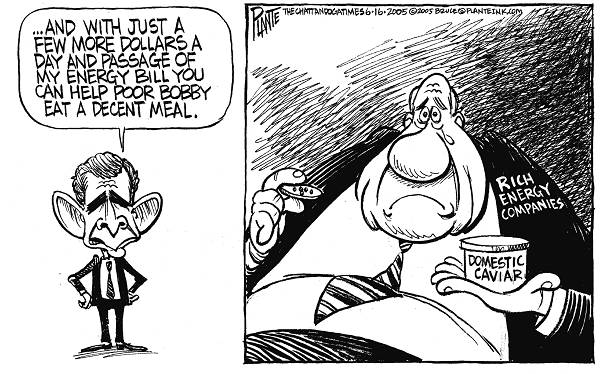 ...AND WITH JUST A
FEW MORE DOLLARS A
DAY AND PASSAGE OF
MY ENERGY BILL YOU
CAN HELP POOR BOBBY
EAT A DECENT MEAL.
PLANTE THE CHATTANOOGA TIMES 6•16•2005 ©2005 BRUCE@PLANTEINK.COM
RICH
ENERGY
COMPANIES
DOMESTIC
CAVIAR